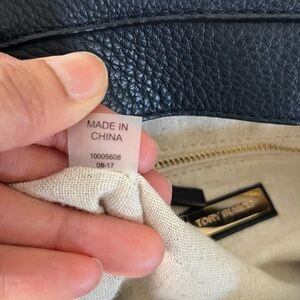 MADE IN
CHINA
10005608
08-17
TORY BURCH